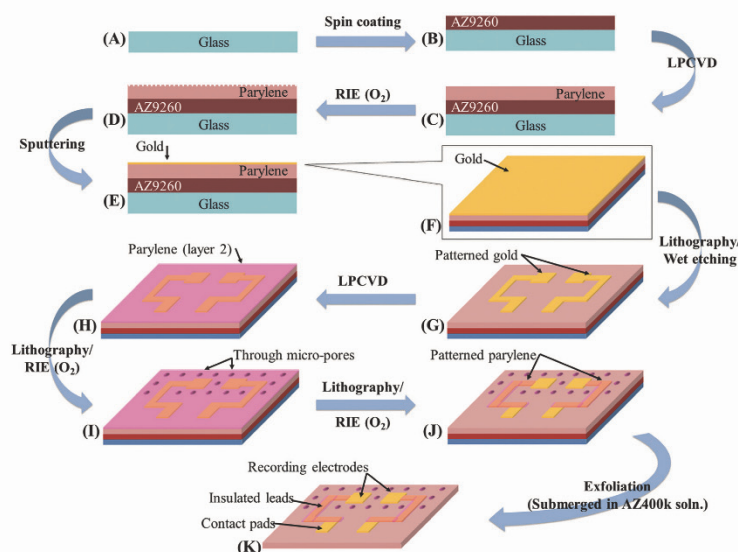 Spin coating
(A)
Glass
(B)
AZ9260
Glass
LPCVD
(C)
Parylene
AZ9260
Glass
RIE (O₂)
(D)
Parylene
AZ9260
Glass
Sputtering
Gold
(E)
Parylene
AZ9260
Glass
Gold
(F)
Lithography/
Wet etching
Patterned gold
(G)
LPCVD
Parylene (layer 2)
(H)
Lithography/
RIE (O₂)
Through micro-pores
(I)
Lithography/
RIE (O₂)
Patterned parylene
(J)
Exfoliation
(Submerged in AZ400k soln.)
Recording electrodes
Insulated leads
Contact pads
(K)